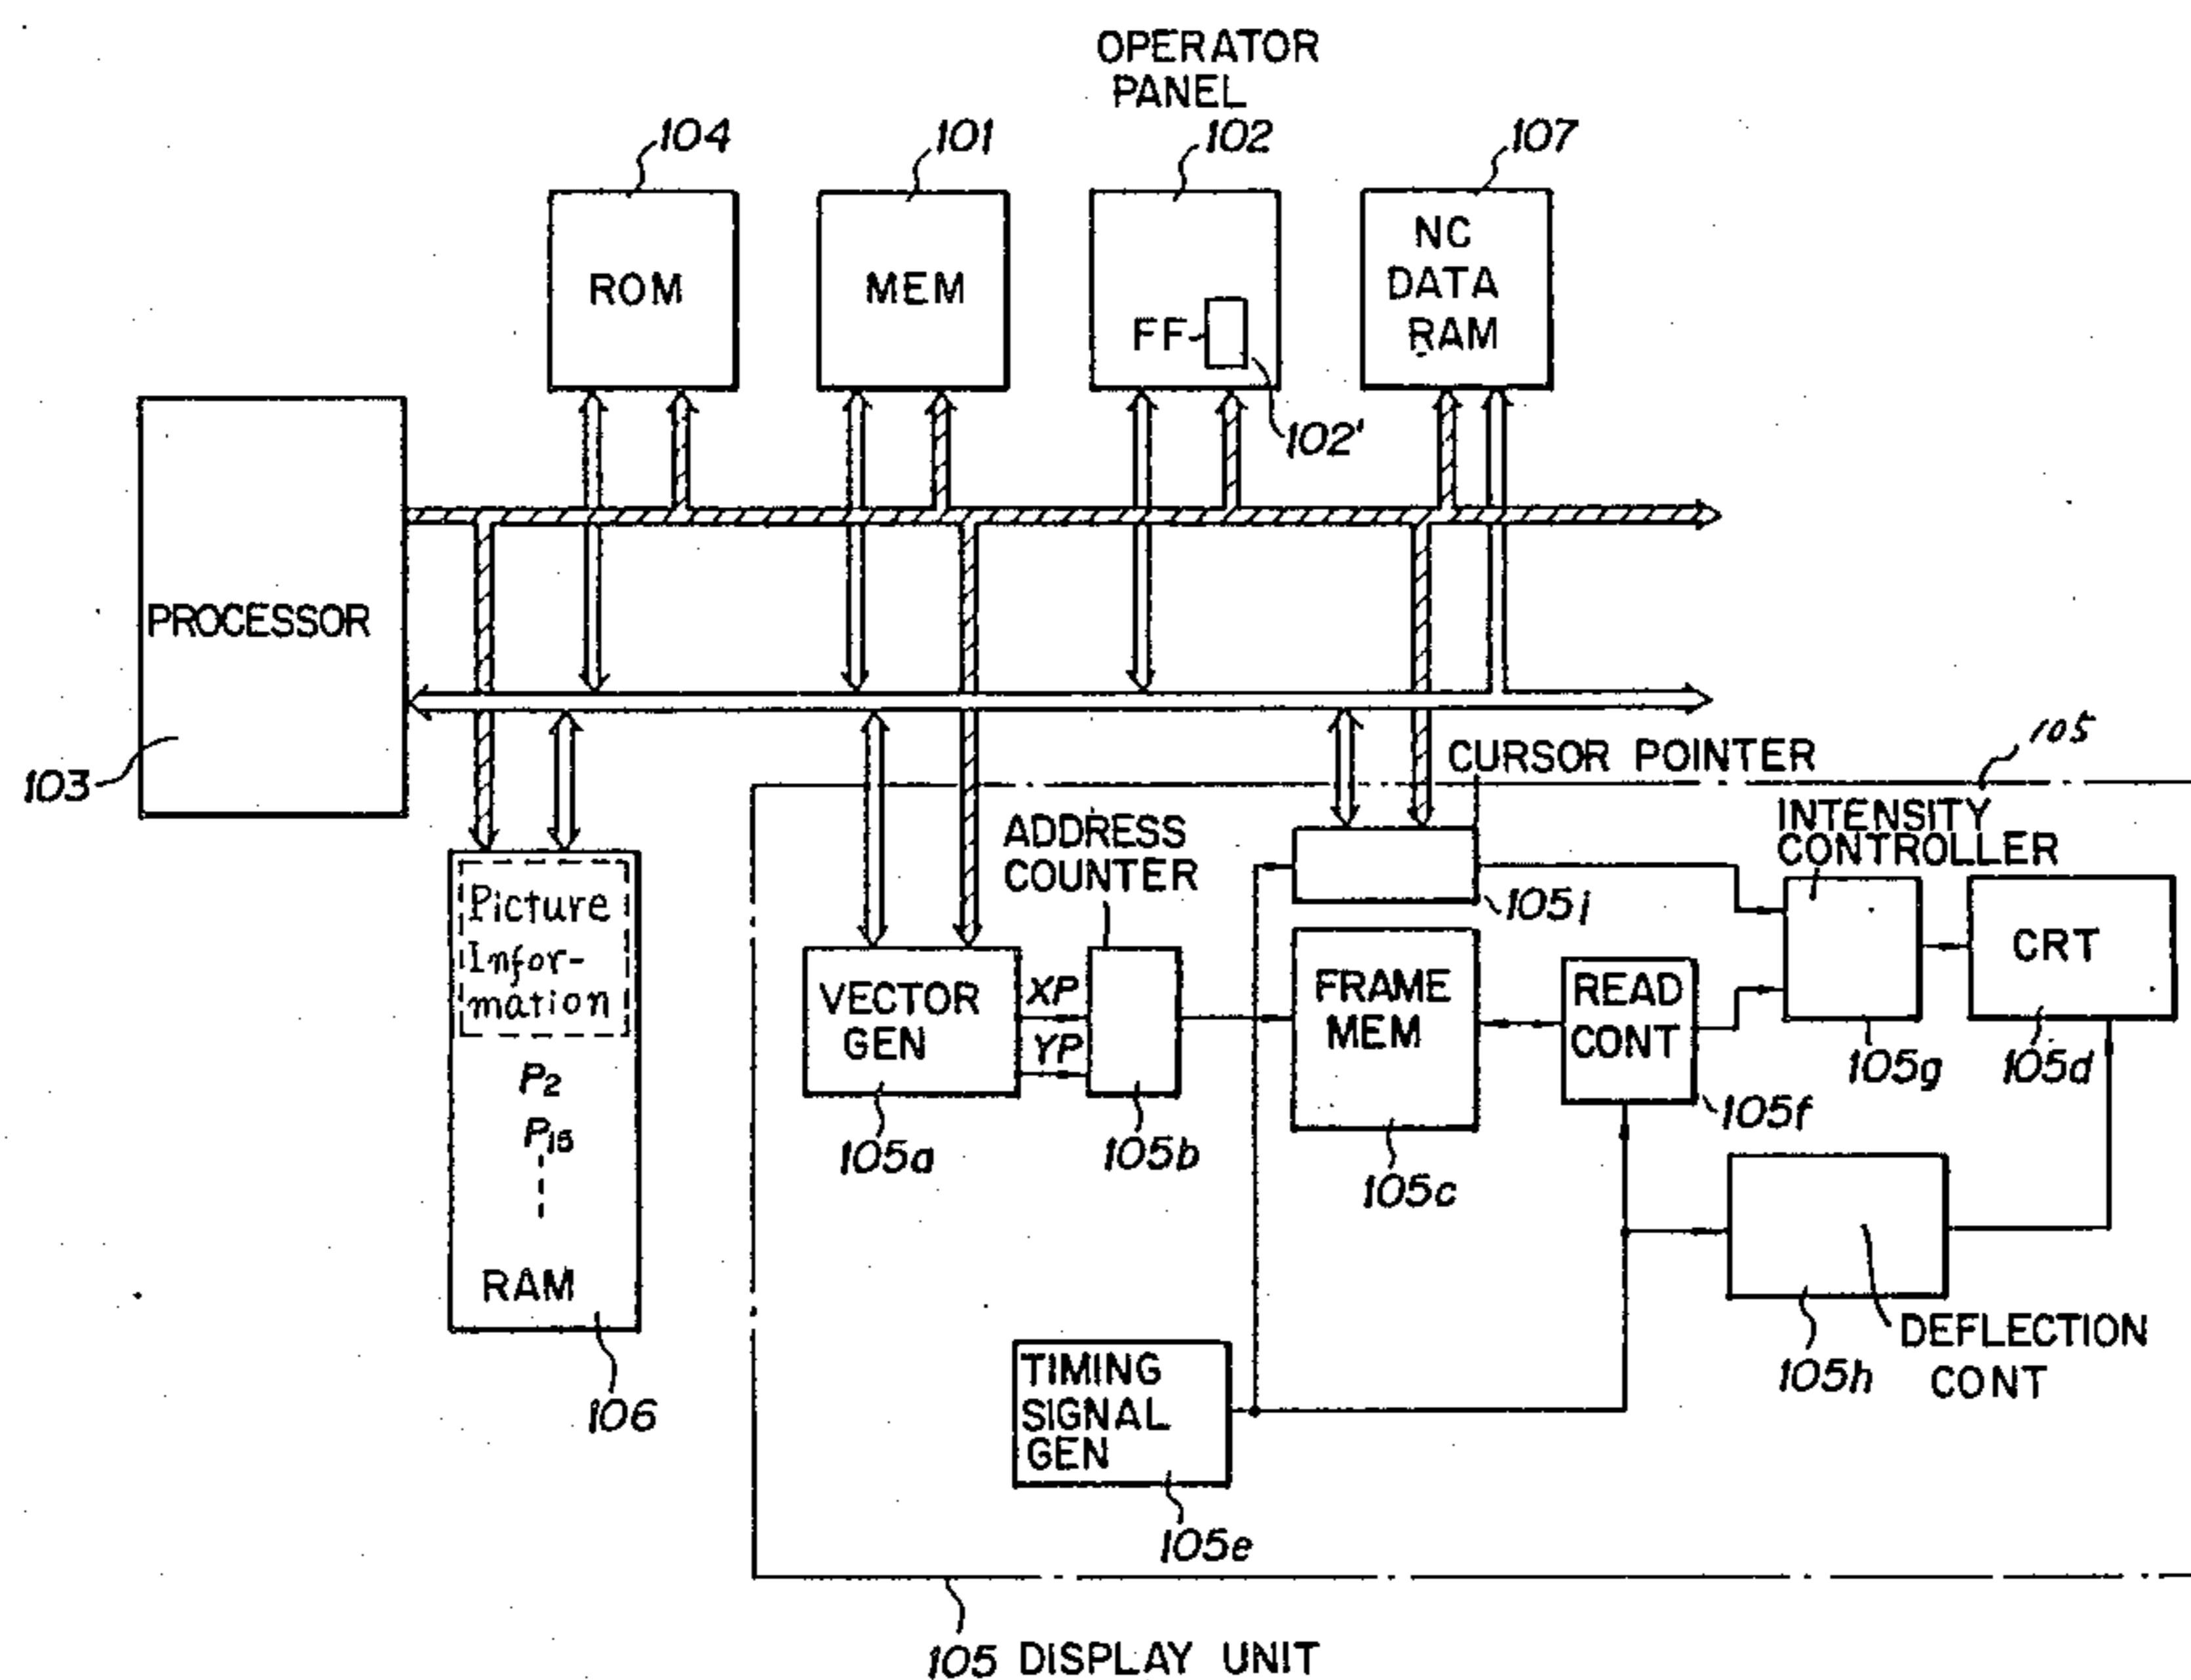 OPERATOR
PANEL
104
101
102
107
ROM
MEM
FF
102'
NC
DATA
RAM
PROCESSOR
103
CURSOR POINTER
105
ADDRESS
COUNTER
INTENSITY
CONTROLLER
Picture
Infor-
mation
P2
P15
RAM
106
VECTOR
GEN
105a
XP
YP
105b
105i
FRAME
MEM
105c
READ
CONT
105f
105g
CRT
105d
105h
DEFLECTION
CONT
TIMING
SIGNAL
GEN
105e
105 DISPLAY UNIT